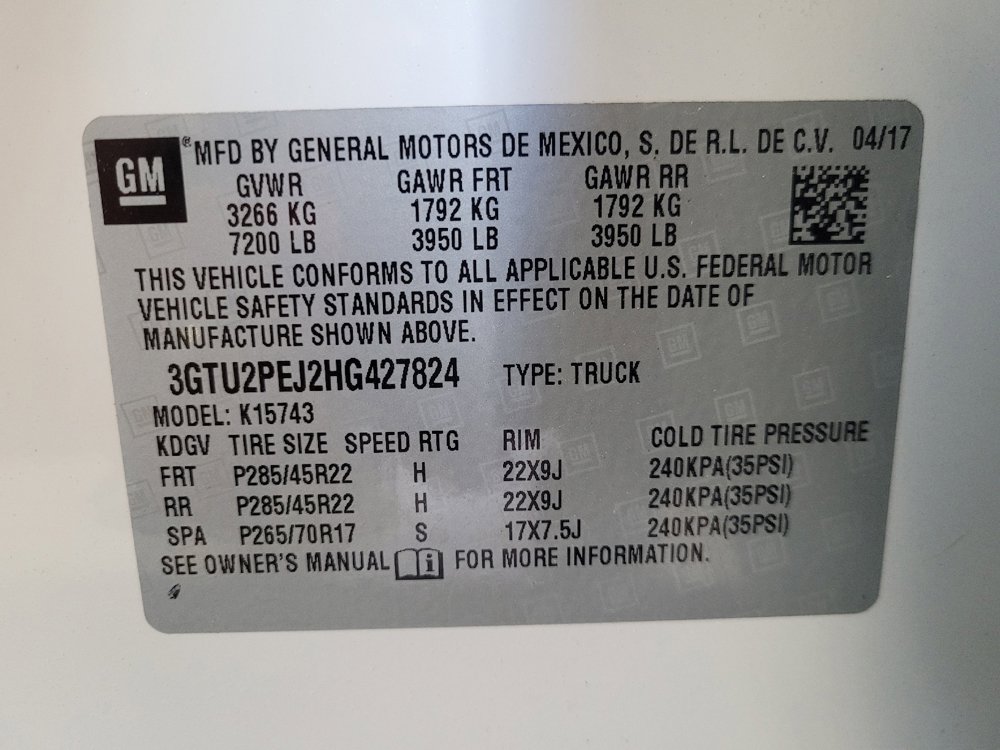 GM
®MFD BY GENERAL MOTORS DE MEXICO, S. DE R.L. DE C.V. 04/17
GVWR GAWR FRT GAWR RR
3266 KG 1792 KG 1792 KG
7200 LB 3950 LB 3950 LB
THIS VEHICLE CONFORMS TO ALL APPLICABLE U.S. FEDERAL MOTOR
VEHICLE SAFETY STANDARDS IN EFFECT ON THE DATE OF
MANUFACTURE SHOWN ABOVE.
3GTU2PEJ2HG427824 TYPE: TRUCK
MODEL: K15743
KDGV TIRE SIZE SPEED RTG RIM COLD TIRE PRESSURE
FRT P285/45R22 H 22X9J 240KPA(35PSI)
RR P285/45R22 H 22X9J 240KPA(35PSI)
SPA P265/70R17 S 17X7.5J 240KPA(35PSI)
SEE OWNER'S MANUAL i FOR MORE INFORMATION.